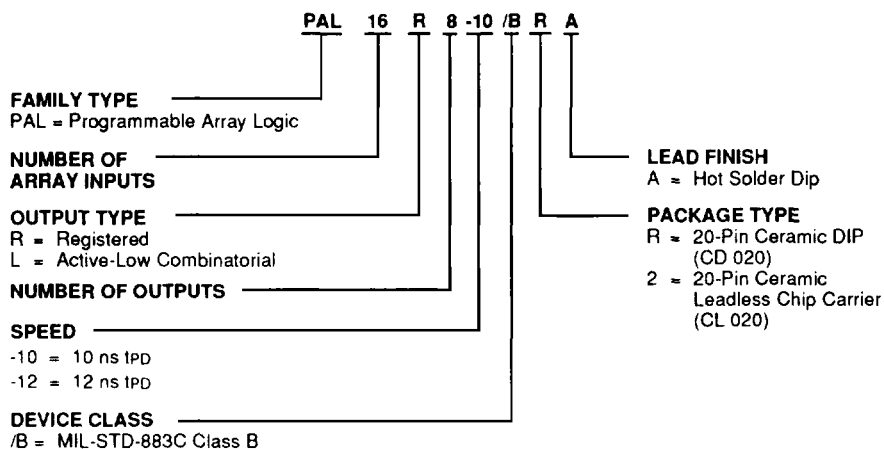 PAL 16 R 8 -10 /B R A
FAMILY TYPE
PAL = Programmable Array Logic
NUMBER OF
ARRAY INPUTS
OUTPUT TYPE
R = Registered
L = Active-Low Combinatorial
NUMBER OF OUTPUTS
SPEED
-10 = 10 ns tPD
-12 = 12 ns tPD
DEVICE CLASS
/B = MIL-STD-883C Class B
LEAD FINISH
A = Hot Solder Dip
PACKAGE TYPE
R = 20-Pin Ceramic DIP
(CD 020)
2 = 20-Pin Ceramic
Leadless Chip Carrier
(CL 020)